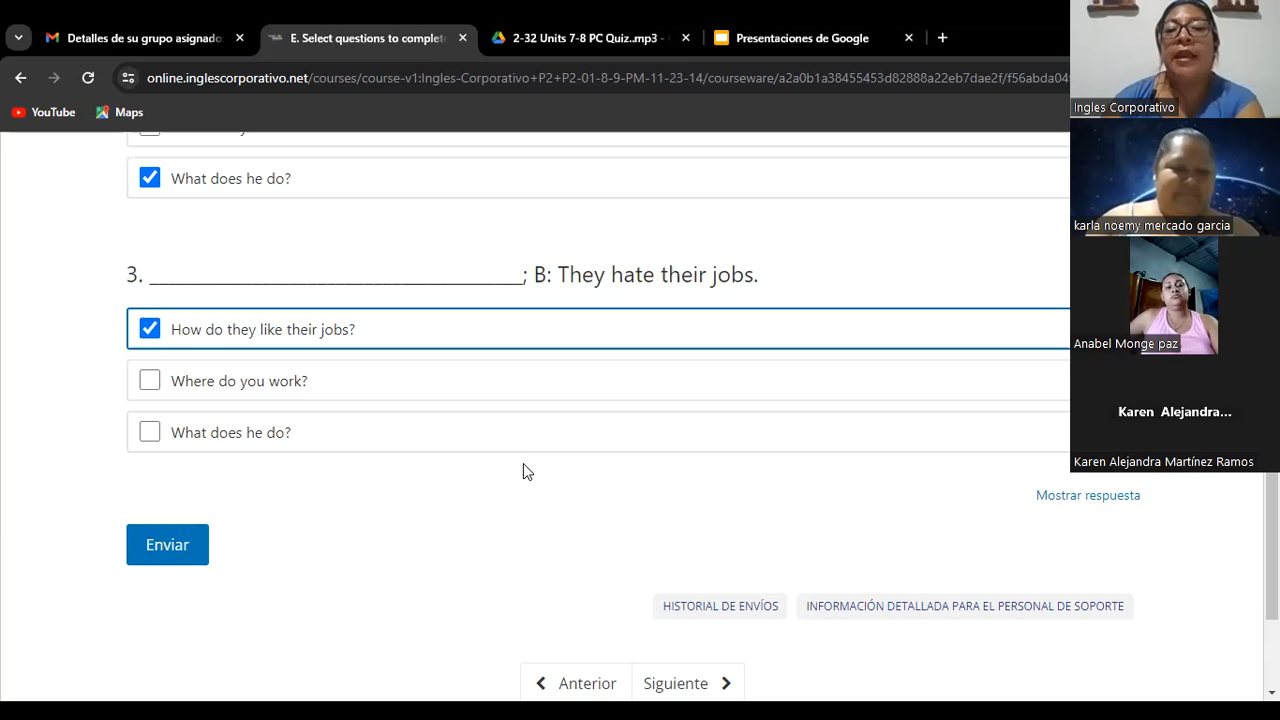 Detalles de su grupo asignado
E. Select questions to complet
2-32 Units 7-8 PC Quiz..mp3 -
Presentaciones de Google
online.inglescorporativo.net/courses/course-v1:Ingles-Corporativo+P2+P2-01-8-9-PM-11-23-14/courseware/a2a0b1a38455453d82888a22eb7dae2f/f56abda04
YouTube
Maps
What does he do?
3. ; B: They hate their jobs.
How do they like their jobs?
Where do you work?
What does he do?
Mostrar respuesta
Enviar
HISTORIAL DE ENVÍOS
INFORMACIÓN DETALLADA PARA EL PERSONAL DE SOPORTE
Anterior
Siguiente
Ingles Corporativo
karla noemy mercado garcia
Anabel Monge paz
Karen Alejandra...
Karen Alejandra Martínez Ramos